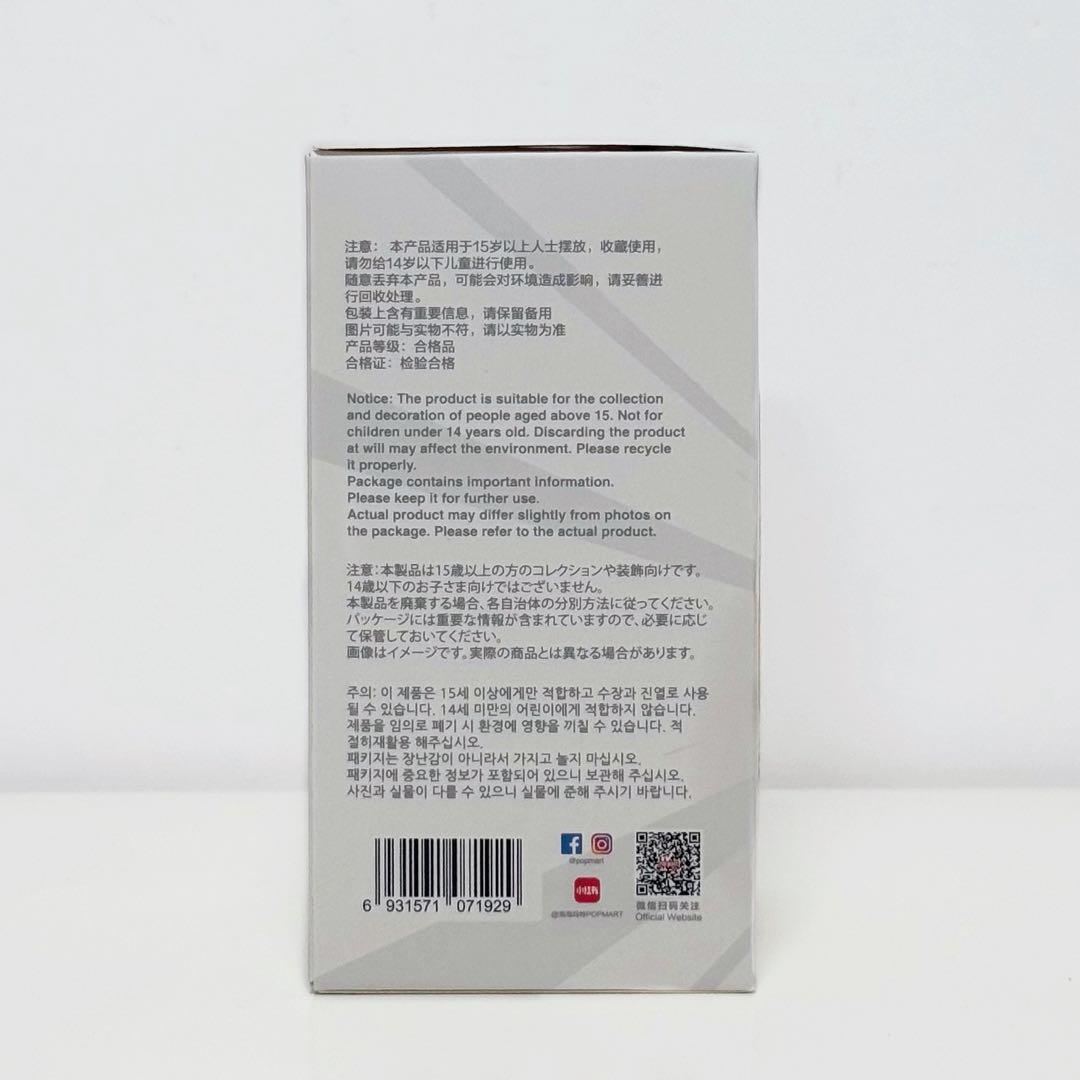 注意： 本产品适用于15岁以上人士摆放，收藏使用，
请勿给14岁以下儿童进行使用。
随意丢弃本产品，可能会对环境造成影响，请妥善进
行回收处理。
包装上含有重要信息，请保留备用
图片可能与实物不符，请以实物为准
产品等级：合格品
合格证：检验合格
Notice: The product is suitable for the collection
and decoration of people aged above 15. Not for
children under 14 years old. Discarding the product
at will may affect the environment. Please recycle
it properly.
Package contains important information.
Please keep it for further use.
Actual product may differ slightly from photos on
the package. Please refer to the actual product.
注意：本製品は15歳以上の方のコレクションや装飾向けです。
14歳以下のお子さま向けではございません。
本製品を廃棄する場合、各自治体の分別方法に従ってください。
パッケージには重要な情報が含まれていますので、必要に応じ
て保管しておいてください。
画像はイメージです。実際の商品とは異なる場合があります。
주의: 이 제품은 15세 이상에게만 적합하고 수장과 진열로 사용
될 수 있습니다. 14세 미만의 어린이에게 적합하지 않습니다.
제품을 임의로 폐기 시 환경에 영향을 끼칠 수 있습니다. 적
절히재활용 해주십시오.
패키지는 장난감이 아니라서 가지고 놀지 마십시오.
패키지에 중요한 정보가 포함되어 있으니 보관해 주십시오.
사진과 실물이 다를 수 있으니 실물에 준해 주시기 바랍니다.
6 931571 071929
@popmart
小红书
@泡泡玛特POPMART
微信扫码关注
Official Website